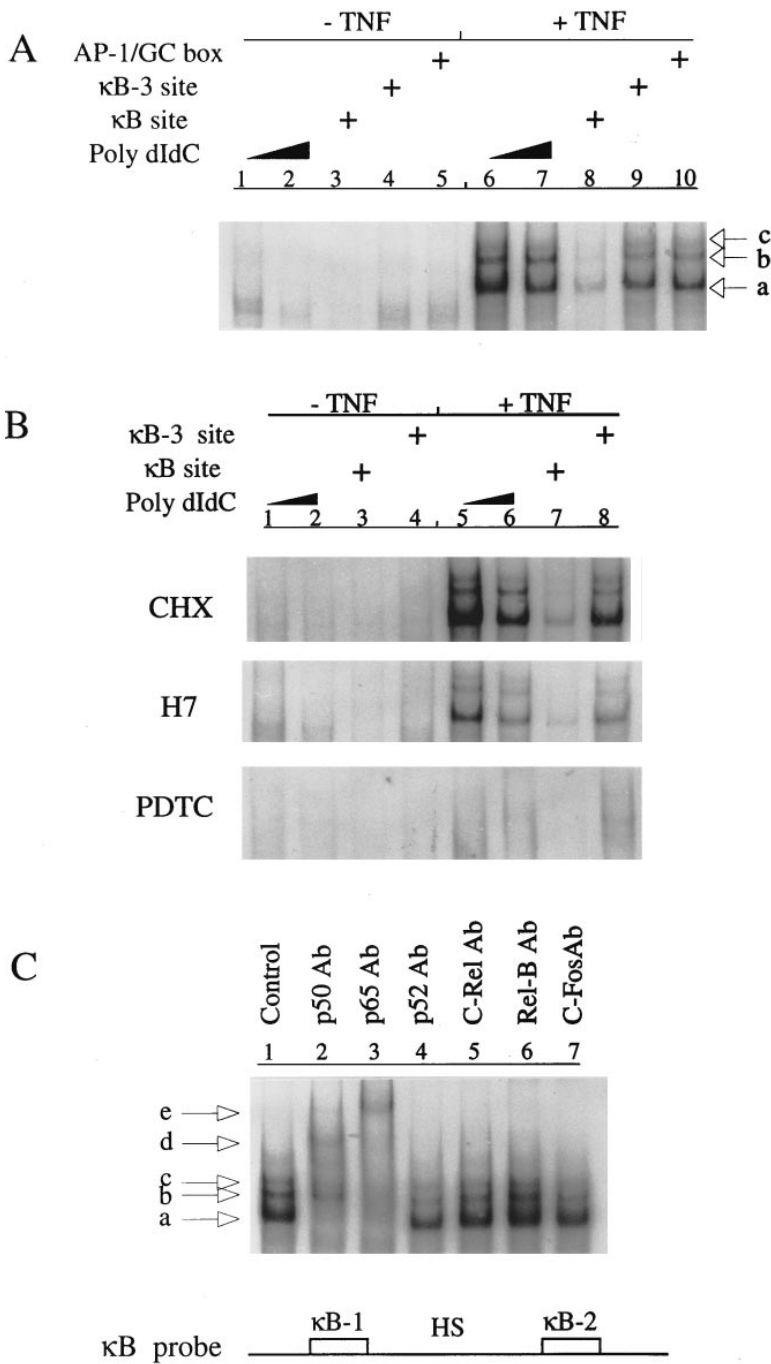 A
- TNF + TNF
AP-1/GC box + +
κB-3 site + +
κB site + +
Poly dIdC
1 2 3 4 5 6 7 8 9 10
c
b
a
B
- TNF + TNF
κB-3 site + +
κB site + +
Poly dIdC
1 2 3 4 5 6 7 8
CHX
H7
PDTC
C
Control p50 Ab p65 Ab p52 Ab C-Rel Ab Rel-B Ab C-FosAb
1 2 3 4 5 6 7
e
d
c
b
a
κB-1 HS κB-2
κB probe